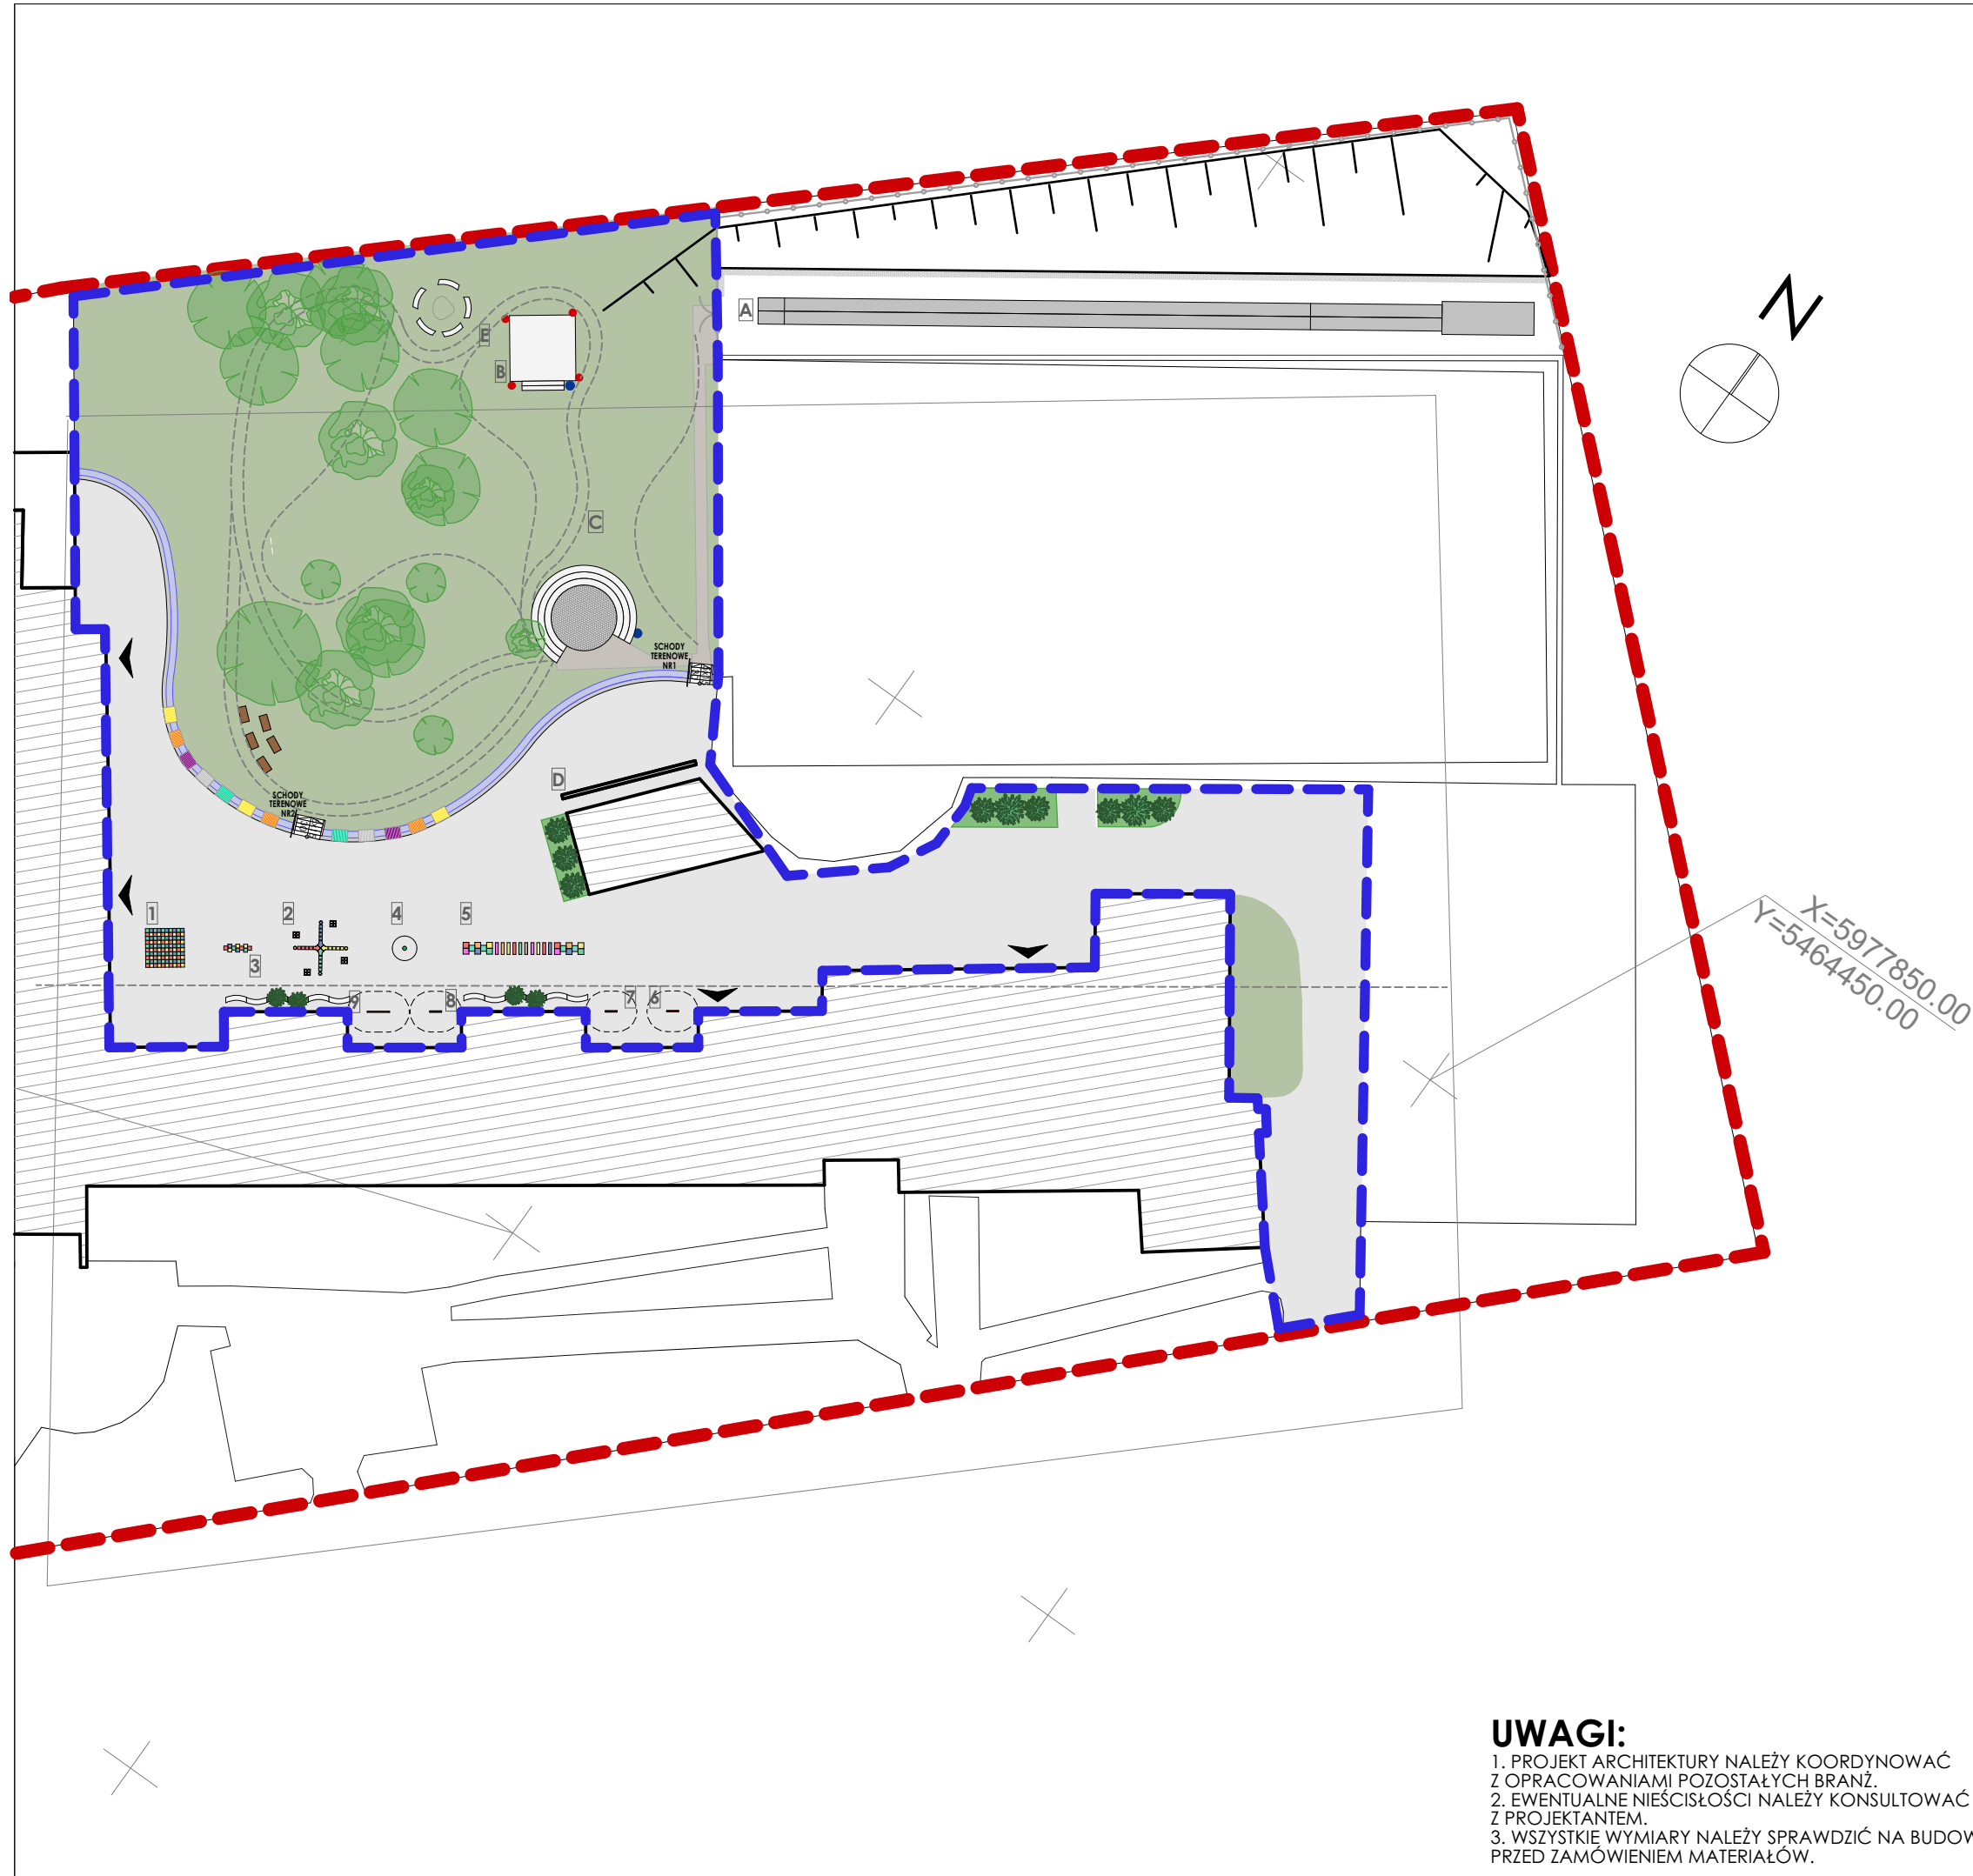 N
A
E
B
C
SCHODY
TERENOWE
NR1
D
SCHODY
TERENOWE
NR2
1
2
4
5
3
9
8
7
6
X=5977850.00
Y=5464450.00
UWAGI:
1. PROJEKT ARCHITEKTURY NALEŻY KOORDYNOWAĆ
Z OPRACOWANIAMI POZOSTAŁYCH BRANŻ.
2. EWENTUALNE NIEŚCISŁOŚCI NALEŻY KONSULTOWAĆ
Z PROJEKTANTEM.
3. WSZYSTKIE WYMIARY NALEŻY SPRAWDZIĆ NA BUDOW
PRZED ZAMÓWIENIEM MATERIAŁÓW.